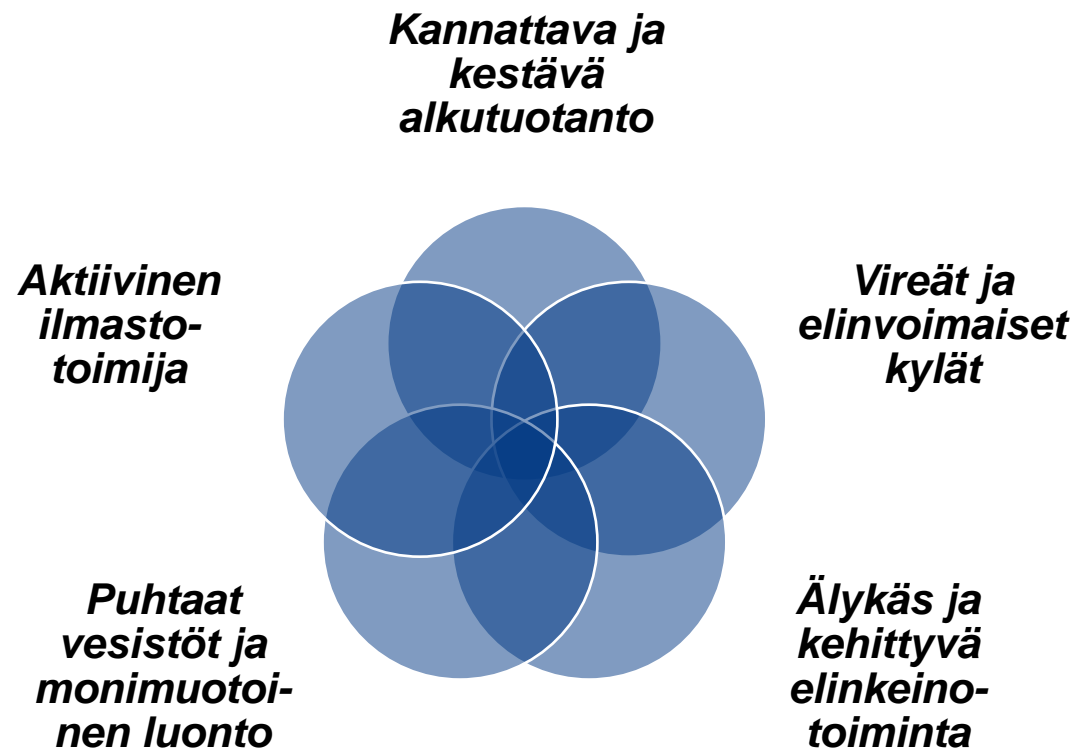 Kannattava ja
kestävä
alkutuotanto
Aktiivinen
ilmasto-
toimija
Vireät ja
elinvoimaiset
kylät
Puhtaat
vesistöt ja
monimuotoi-
nen luonto
Älykäs ja
kehittyvä
elinkeino-
toiminta